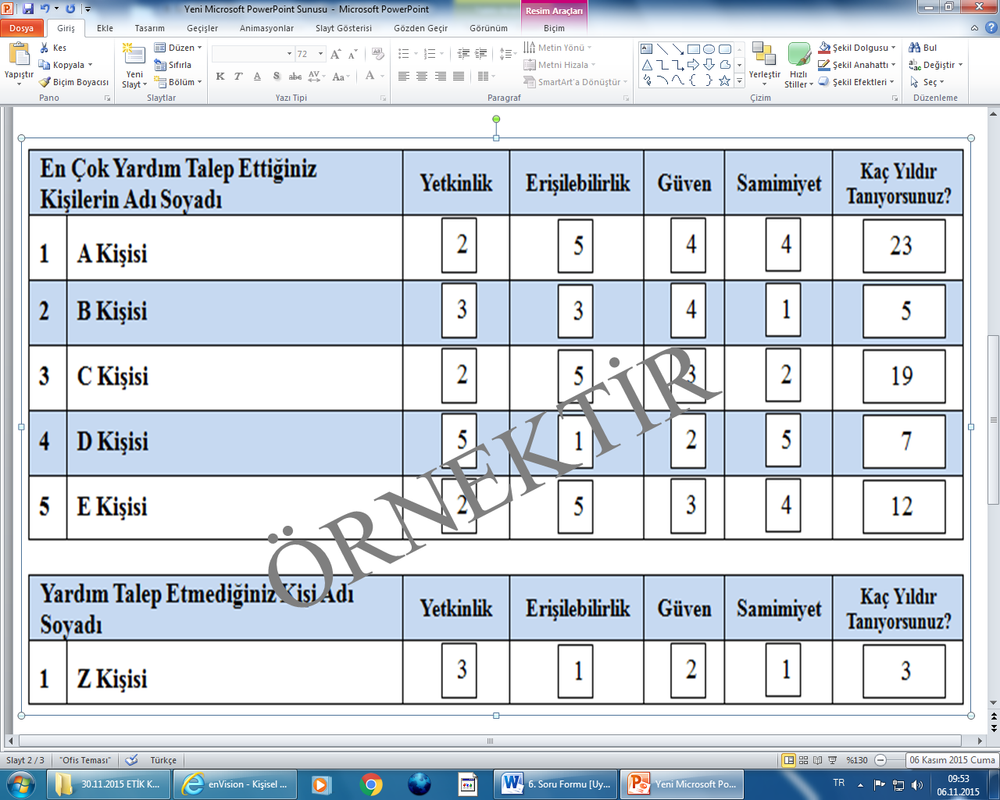 Yeni Microsoft PowerPoint Sunusu - Microsoft PowerPoint
Resim Araçları
Dosya Giriş Ekle Tasarım Geçişler Animasyonlar Slayt Gösterisi Gözden Geçir Görünüm Biçim
Yapıştır
Kes
Kopyala
Biçim Boyacısı
Pano
Yeni
Slayt
Düzen
Sıfırla
Bölüm
Slaytlar
72
K T A S abc AV Aa A
Yazı Tipi
Metin Yönü
Metni Hizala
SmartArt'a Dönüştür
Paragraf
Yerleştir
Hızlı
Stiller
Şekil Dolgusu
Şekil Anahattı
Şekil Efektleri
Çizim
Bul
Değiştir
Seç
Düzenleme
En Çok Yardım Talep Ettiğiniz
Kişilerin Adı Soyadı
Yetkinlik
Erişilebilirlik
Güven
Samimiyet
Kaç Yıldır
Tanıyorsunuz?
1 A Kişisi 2 5 4 4 23
2 B Kişisi 3 3 4 1 5
3 C Kişisi 2 5 3 2 19
4 D Kişisi 5 1 2 5 7
5 E Kişisi 2 5 3 4 12
ÖRNEKTİR
Yardım Talep Etmediğiniz Kişi Adı
Soyadı
Yetkinlik
Erişilebilirlik
Güven
Samimiyet
Kaç Yıldır
Tanıyorsunuz?
1 Z Kişisi 3 1 2 1 3
Slayt 2 / 3 "Ofis Teması" Türkçe %130
06 Kasım 2015 Cuma
30.11.2015 ETİK K...
enVision - Kişisel ...
6. Soru Formu [Uy...
Yeni Microsoft Po...
TR
09:53
06.11.2015